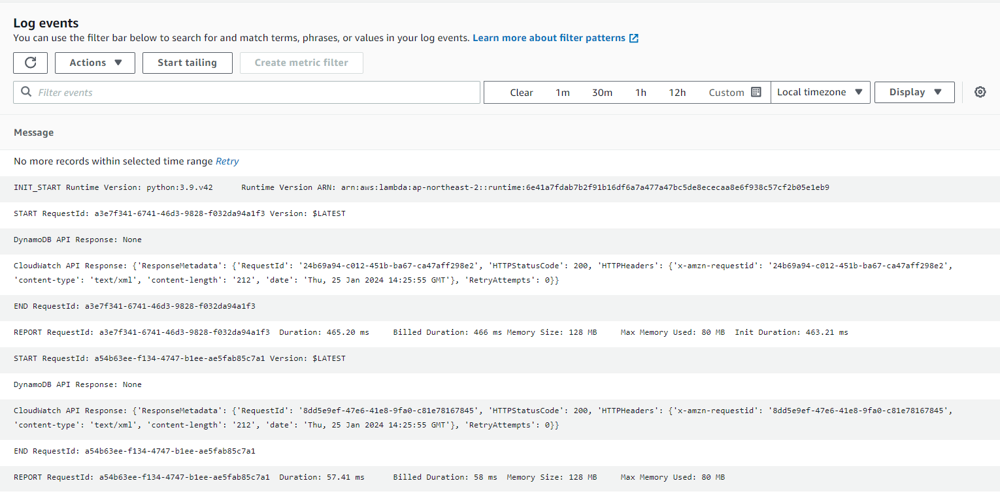 Log events
You can use the filter bar below to search for and match terms, phrases, or values in your log events. Learn more about filter patterns
Actions Start tailing Create metric filter
Filter events Clear 1m 30m 1h 12h Custom Local timezone Display
Message
No more records within selected time range Retry
INIT_START Runtime Version: python:3.9.v42 Runtime Version ARN: arn:aws:lambda:ap-northeast-2::runtime:6e41a7fdab7b2f91b16df6a7a477a47bc5de8ececaa8e6f938c57cf2b05e1eb9
START RequestId: a3e7f341-6741-46d3-9828-f032da94a1f3 Version: $LATEST
DynamoDB API Response: None
CloudWatch API Response: {'ResponseMetadata': {'RequestId': '24b69a94-c012-451b-ba67-ca47aff298e2', 'HTTPStatusCode': 200, 'HTTPHeaders': {'x-amzn-requestid': '24b69a94-c012-451b-ba67-ca47aff298e2',
'content-type': 'text/xml', 'content-length': '212', 'date': 'Thu, 25 Jan 2024 14:25:55 GMT'}, 'RetryAttempts': 0}}
END RequestId: a3e7f341-6741-46d3-9828-f032da94a1f3
REPORT RequestId: a3e7f341-6741-46d3-9828-f032da94a1f3 Duration: 465.20 ms Billed Duration: 466 ms Memory Size: 128 MB Max Memory Used: 80 MB Init Duration: 463.21 ms
START RequestId: a54b63ee-f134-4747-b1ee-ae5fab85c7a1 Version: $LATEST
DynamoDB API Response: None
CloudWatch API Response: {'ResponseMetadata': {'RequestId': '8dd5e9ef-47e6-41e8-9fa0-c81e78167845', 'HTTPStatusCode': 200, 'HTTPHeaders': {'x-amzn-requestid': '8dd5e9ef-47e6-41e8-9fa0-c81e78167845',
'content-type': 'text/xml', 'content-length': '212', 'date': 'Thu, 25 Jan 2024 14:25:55 GMT'}, 'RetryAttempts': 0}}
END RequestId: a54b63ee-f134-4747-b1ee-ae5fab85c7a1
REPORT RequestId: a54b63ee-f134-4747-b1ee-ae5fab85c7a1 Duration: 57.41 ms Billed Duration: 58 ms Memory Size: 128 MB Max Memory Used: 80 MB